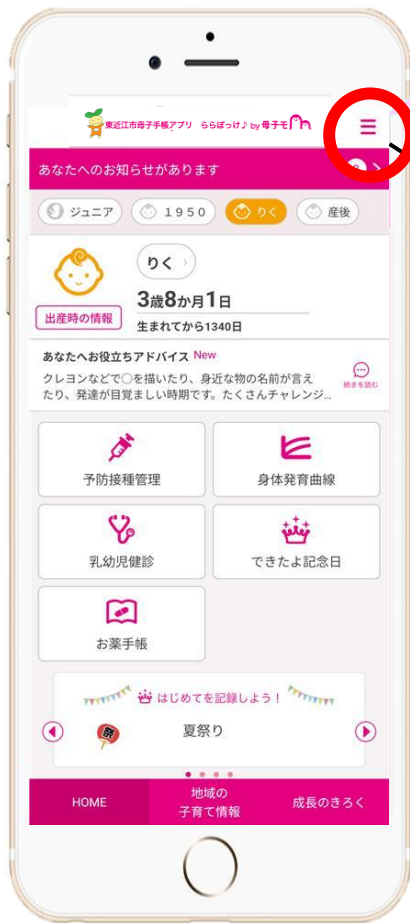 東近江市母子手帳アプリ ららぽっけ♪ by 母子モ
あなたへのお知らせがあります
ジュニア
1950
りく
産後
りく
3歳8か月1日
出産時の情報
生まれてから1340日
あなたへお役立ちアドバイス New
クレヨンなどで○を描いたり、身近な物の名前が言え
たり、発達が目覚ましい時期です。たくさんチャレンジ...
続きを読む
予防接種管理
身体発育曲線
乳幼児健診
できたよ記念日
お薬手帳
はじめてを記録しよう!
祭
夏祭り
HOME
地域の
子育て情報
成長のきろく